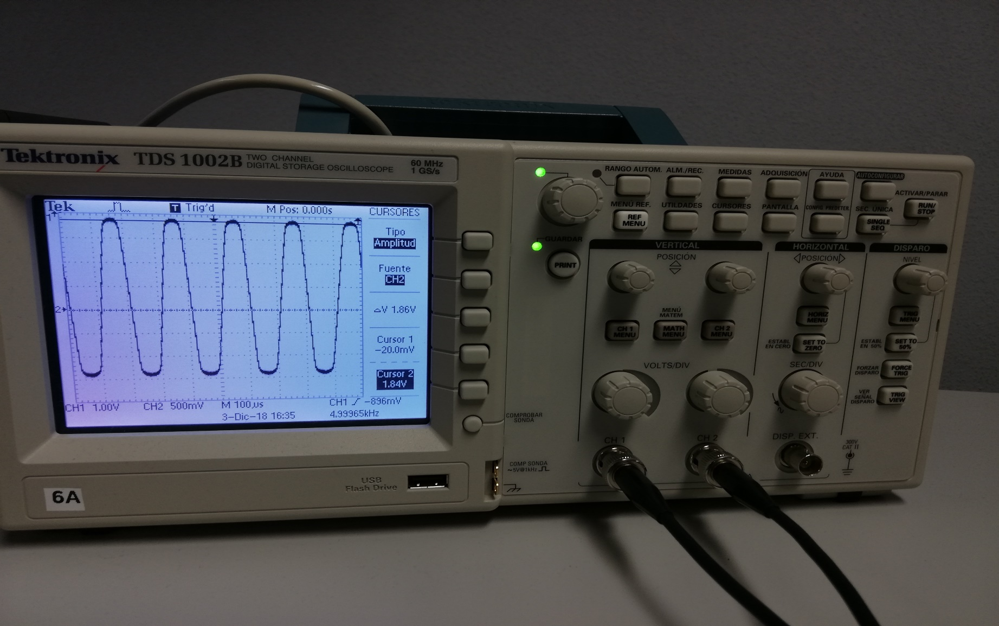 Tektronix TDS 1002B TWO CHANNEL
DIGITAL STORAGE OSCILLOSCOPE
60 MHz
1 GS/s
Tek
T Trig'd
M Pos: 0.000s
CURSORES
1
Tipo
Amplitud
Fuente
CH2
2
△V 1.86V
Cursor 1
-20.0mV
Cursor 2
1.84V
CH1 1.00V
CH2 500mV
M 100µs
CH1 -896mV
3-Dic-18 16:35
4.99965kHz
USB
Flash Drive
6A
RANGO AUTOM.
ALM./REC.
MEDIDAS
ADQUISICIÓN
AYUDA
AUTOCONFIGURAR
ACTIVAR/PARAR
RUN/
STOP
MENÚ REF.
UTILDADES
CURSORES
PANTALLA
CONFIG. PREDETER.
SEC. UNICA
REF
MENU
SINGLE
SEQ
GUARDAR
PRINT
VERTICAL
HORIZONTAL
DISPARO
POSICIÓN
POSICIÓN
NIVEL
MENÚ
MATEM
CH 1
MENU
MATH
MENU
CH 2
MENU
HORIZ
MENU
TRIG
MENU
ESTABL
EN CERO
SET TO
ZERO
ESTABL
EN 50%
SET TO
50%
VOLTS/DIV
SEC/DIV
FORZAR
DISPARO
FORCE
TRIG
VER
SEÑAL
DISPARO
TRIG
VIEW
COMPROBAR
SONDA
CH 1
CH 2
DISP. EXT.
300V
CAT II
COMP SONDA
~5V@1kHz